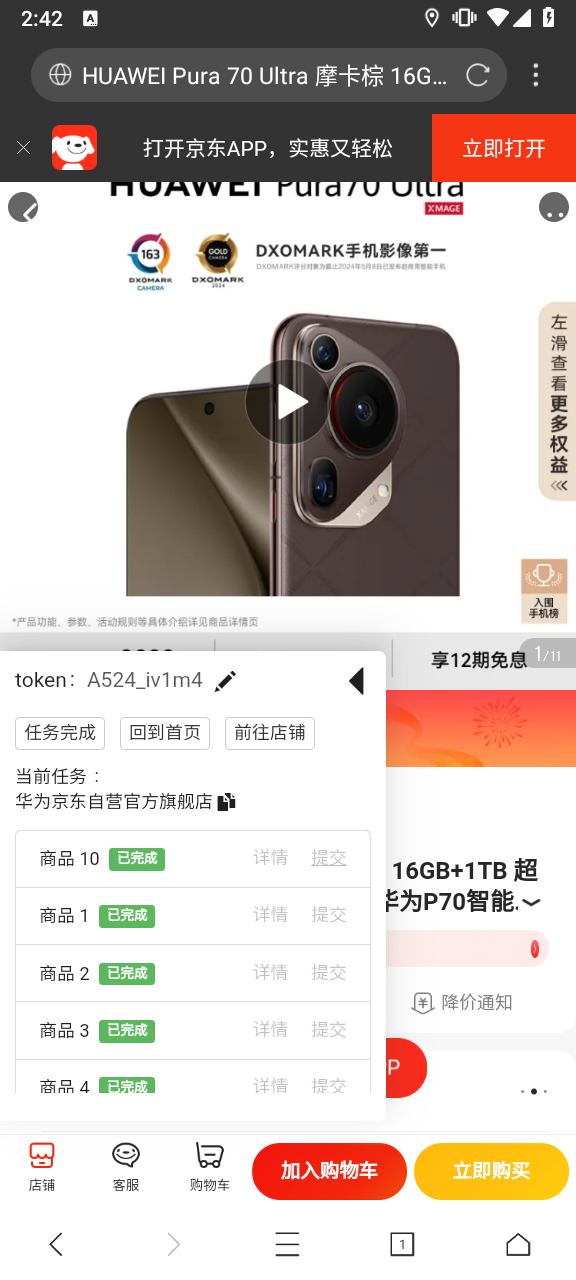 2:42
A
HUAWEI Pura 70 Ultra 摩卡棕 16G...
打开京东APP，实惠又轻松
立即打开
HUAWEI Pura70 Ultra
XMAGE
163
DXOMARK
CAMERA
GOLD
CAMERA
DXOMARK
2024
DXOMARK手机影像第一
DXOMARK评分对象为截止2024年5月8日已发布的商用智能手机
左滑查看更多权益
XMAGE
入围
手机榜
*产品功能、参数、活动规则等具体介绍详见商品详情页
享12期免息
1/11
token： A524_iv1m4
任务完成
回到首页
前往店铺
当前任务：
华为京东自营官方旗舰店
商品 10 已完成 详情 提交
商品 1 已完成 详情 提交
商品 2 已完成 详情 提交
商品 3 已完成 详情 提交
商品 4 已完成 详情 提交
16GB+1TB 超
华为P70智能...
降价通知
P
店铺
客服
购物车
加入购物车
立即购买
1